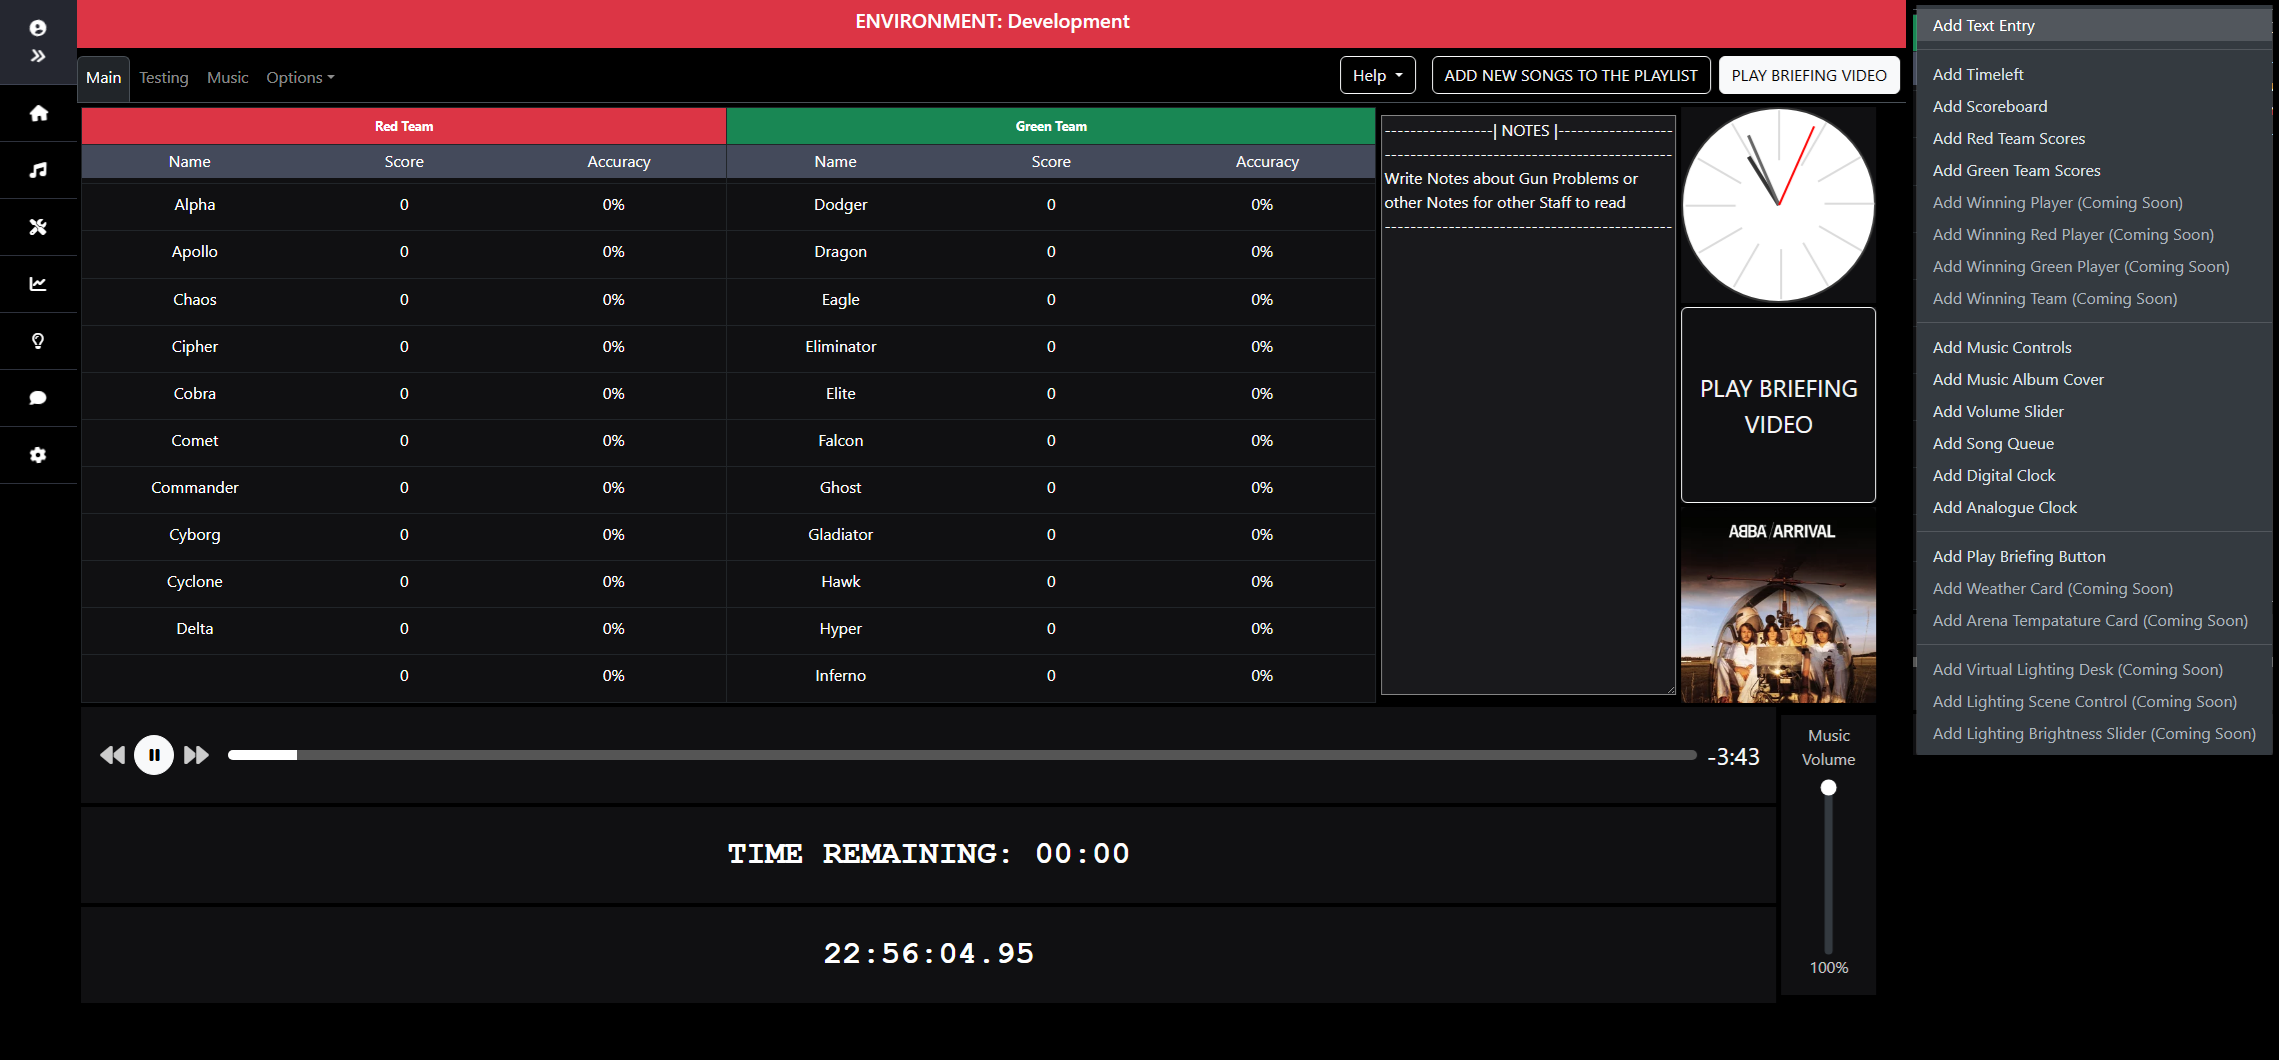 ENVIRONMENT: Development
Main Testing Music Options
Help ADD NEW SONGS TO THE PLAYLIST PLAY BRIEFING VIDEO
Red Team Green Team
Name Score Accuracy Name Score Accuracy
Alpha 0 0% Dodger 0 0%
Apollo 0 0% Dragon 0 0%
Chaos 0 0% Eagle 0 0%
Cipher 0 0% Eliminator 0 0%
Cobra 0 0% Elite 0 0%
Comet 0 0% Falcon 0 0%
Commander 0 0% Ghost 0 0%
Cyborg 0 0% Gladiator 0 0%
Cyclone 0 0% Hawk 0 0%
Delta 0 0% Hyper 0 0%
0 0% Inferno 0 0%
-----------------| NOTES |------------------
---------------------------------------------
Write Notes about Gun Problems or
other Notes for other Staff to read
---------------------------------------------
PLAY BRIEFING
VIDEO
ABBA/ARRIVAL
-3:43
Music
Volume
100%
TIME REMAINING: 00:00
22:56:04.95
Add Text Entry
Add Timeleft
Add Scoreboard
Add Red Team Scores
Add Green Team Scores
Add Winning Player (Coming Soon)
Add Winning Red Player (Coming Soon)
Add Winning Green Player (Coming Soon)
Add Winning Team (Coming Soon)
Add Music Controls
Add Music Album Cover
Add Volume Slider
Add Song Queue
Add Digital Clock
Add Analogue Clock
Add Play Briefing Button
Add Weather Card (Coming Soon)
Add Arena Tempatature Card (Coming Soon)
Add Virtual Lighting Desk (Coming Soon)
Add Lighting Scene Control (Coming Soon)
Add Lighting Brightness Slider (Coming Soon)